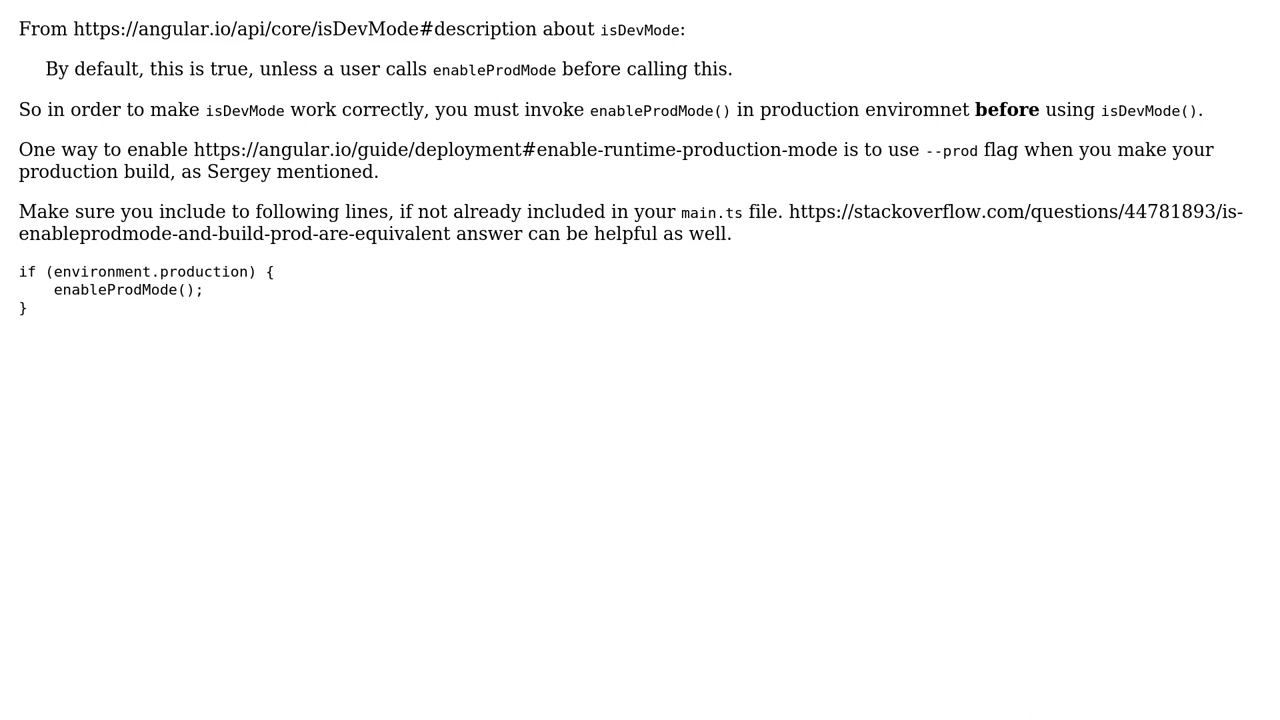 From https://angular.io/api/core/isDevMode#description about isDevMode:
By default, this is true, unless a user calls enableProdMode before calling this.
So in order to make isDevMode work correctly, you must invoke enableProdMode() in production enviromnet before using isDevMode().
One way to enable https://angular.io/guide/deployment#enable-runtime-production-mode is to use --prod flag when you make your
production build, as Sergey mentioned.
Make sure you include to following lines, if not already included in your main.ts file. https://stackoverflow.com/questions/44781893/is-
enableprodmode-and-build-prod-are-equivalent answer can be helpful as well.
if (environment.production) {
    enableProdMode();
}